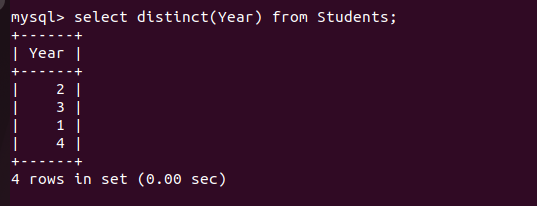 mysql> select distinct(Year) from Students;
+------+
| Year |
+------+
|    2 |
|    3 |
|    1 |
|    4 |
+------+
4 rows in set (0.00 sec)